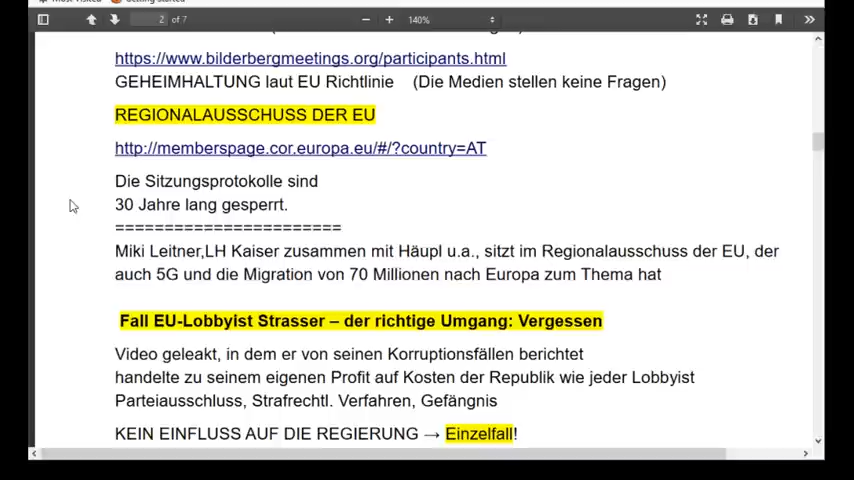 2 of 7
140%
https://www.bilderbergmeetings.org/participants.html
GEHEIMHALTUNG laut EU Richtlinie (Die Medien stellen keine Fragen)
REGIONALAUSSCHUSS DER EU
http://memberspage.cor.europa.eu/#/?country=AT
Die Sitzungsprotokolle sind
30 Jahre lang gesperrt.
=======================
Miki Leitner,LH Kaiser zusammen mit Häupl u.a., sitzt im Regionalausschuss der EU, der
auch 5G und die Migration von 70 Millionen nach Europa zum Thema hat
Fall EU-Lobbyist Strasser – der richtige Umgang: Vergessen
Video geleakt, in dem er von seinen Korruptionsfällen berichtet
handelte zu seinem eigenen Profit auf Kosten der Republik wie jeder Lobbyist
Parteiausschluss, Strafrechtl. Verfahren, Gefängnis
KEIN EINFLUSS AUF DIE REGIERUNG → Einzelfall!